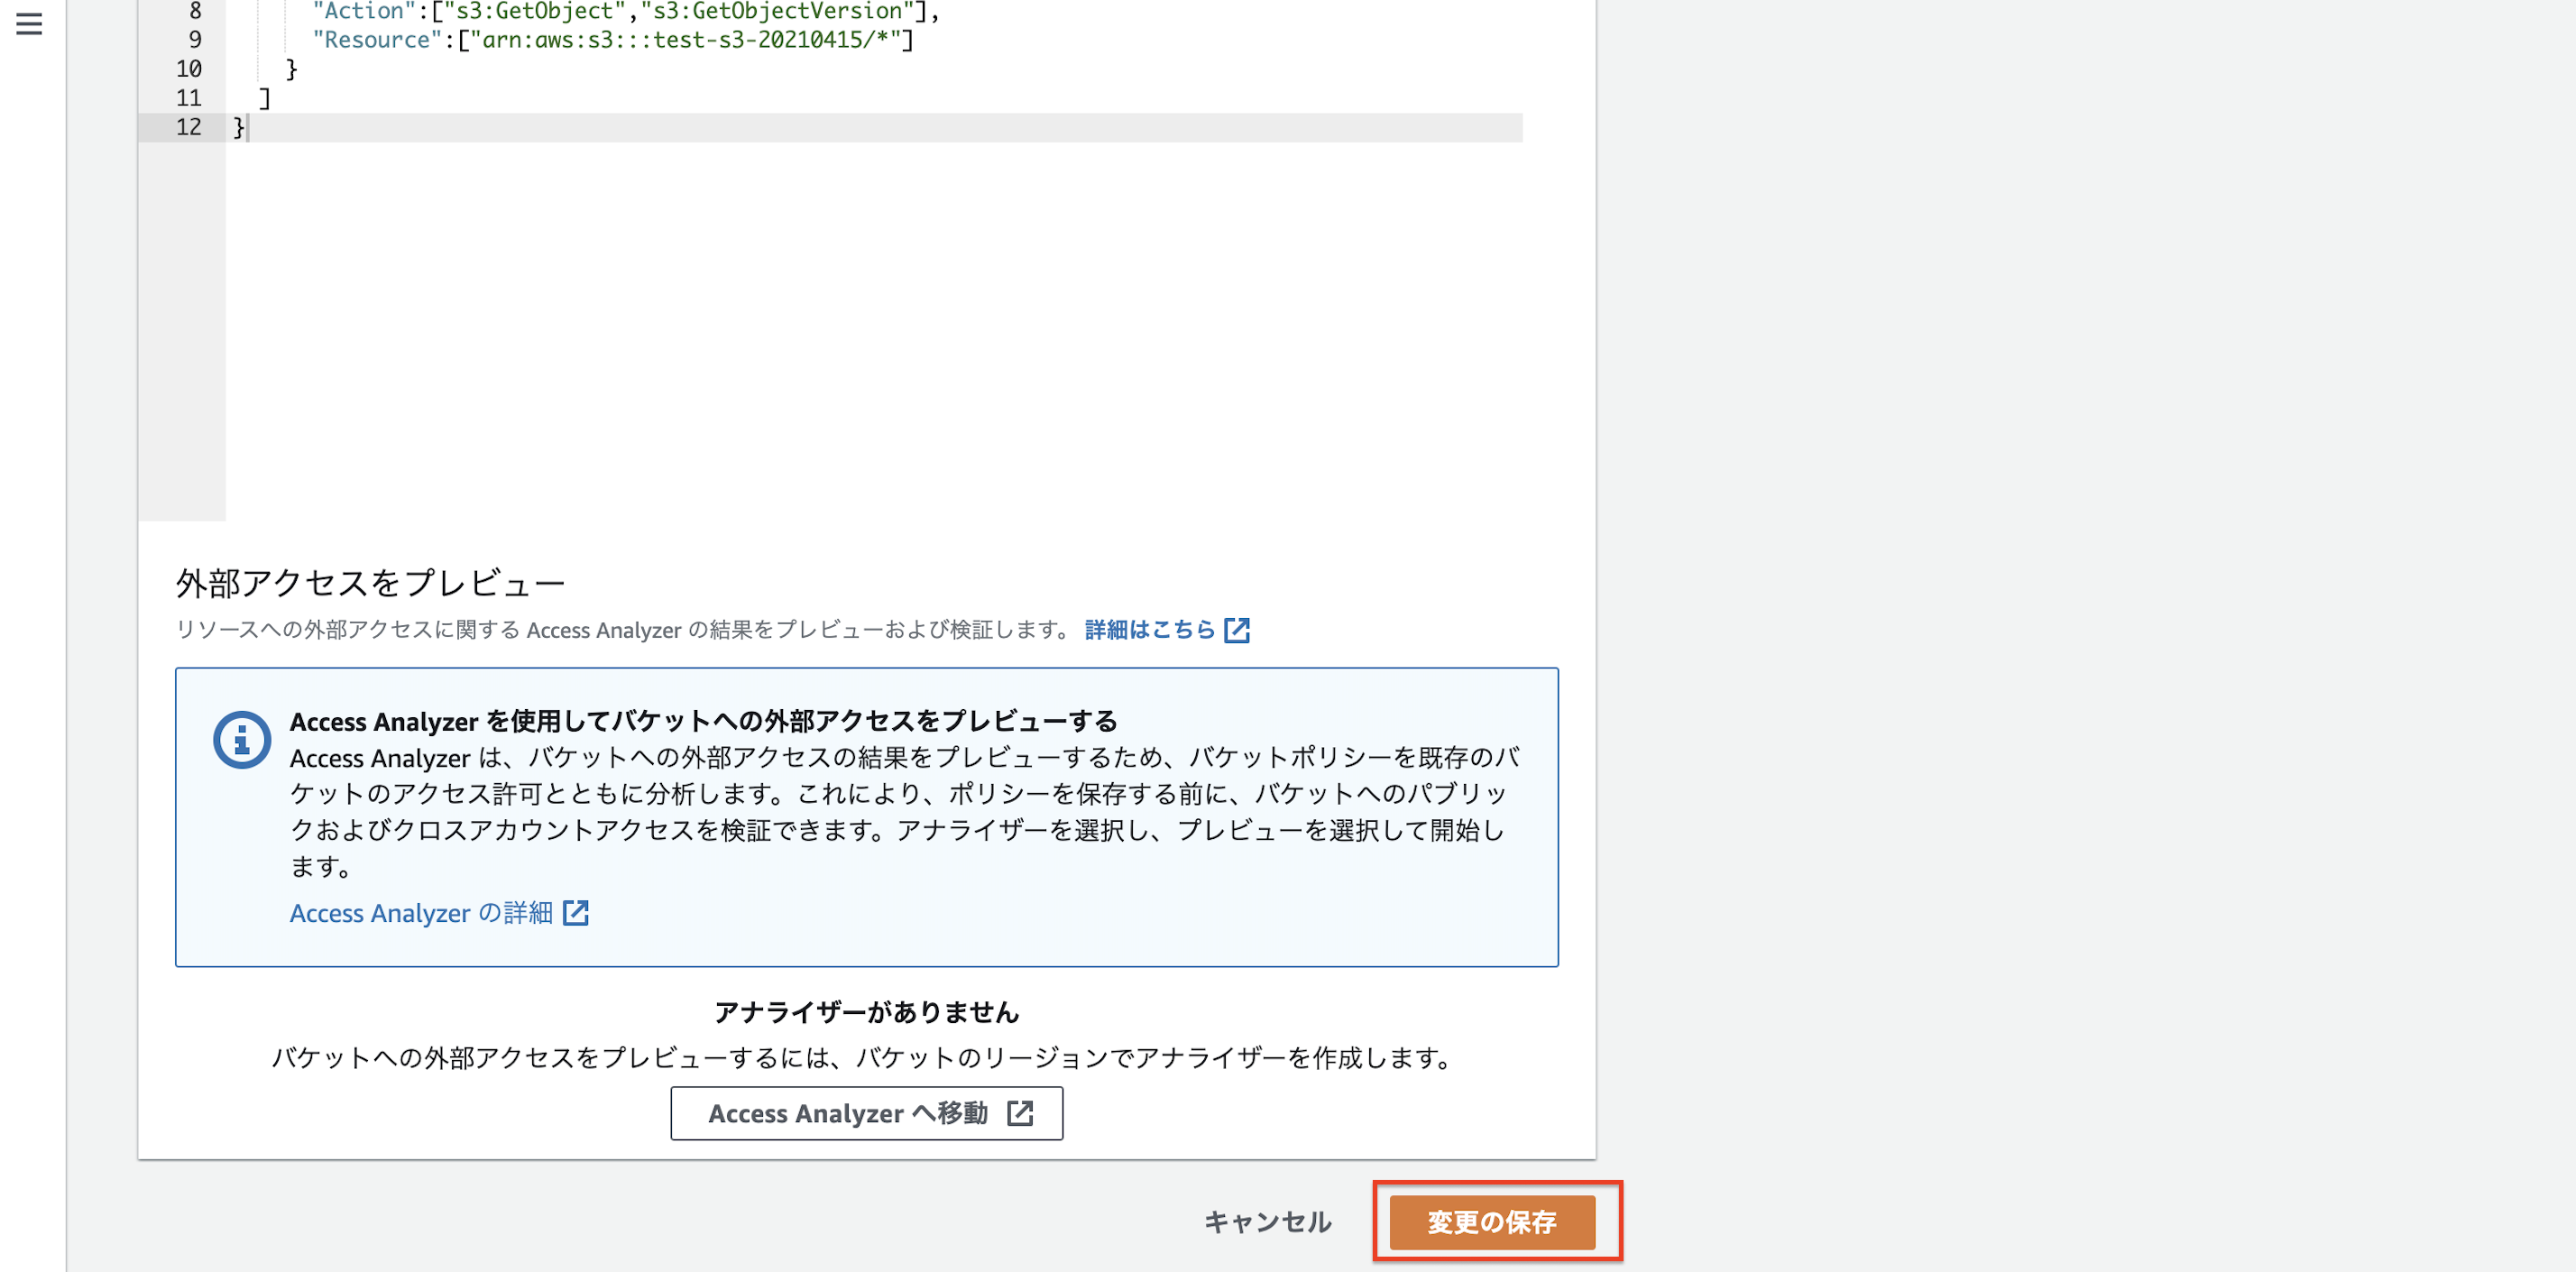 8 "Action":["s3:GetObject","s3:GetObjectVersion"],
9 "Resource":["arn:aws:s3:::test-s3-20210415/*"]
10 }
11 ]
12 }
外部アクセスをプレビュー
リソースへの外部アクセスに関する Access Analyzer の結果をプレビューおよび検証します。 詳細はこちら
Access Analyzer を使用してバケットへの外部アクセスをプレビューする
Access Analyzer は、バケットへの外部アクセスの結果をプレビューするため、バケットポリシーを既存のバ
ケットのアクセス許可とともに分析します。これにより、ポリシーを保存する前に、バケットへのパブリッ
クおよびクロスアカウントアクセスを検証できます。アナライザーを選択し、プレビューを選択して開始し
ます。
Access Analyzer の詳細
アナライザーがありません
バケットへの外部アクセスをプレビューするには、バケットのリージョンでアナライザーを作成します。
Access Analyzer へ移動
キャンセル 変更の保存